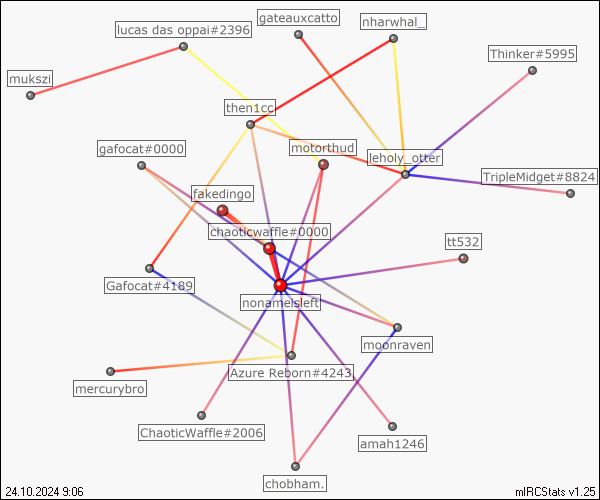 gateauxcatto
nharwhal_
lucas das oppai#2396
Thinker#5995
mukszi
then1cc
gafocat#0000
motorthud
leholy_otter
TripleMidget#8824
fakedingo
chaoticwaffle#0000
tt532
Gafocat#4189
nonameisleft
moonraven
Azure Reborn#4243
mercurybro
ChaoticWaffle#2006
amah1246
chobham.
24.10.2024 9:06
mIRCStats v1.25